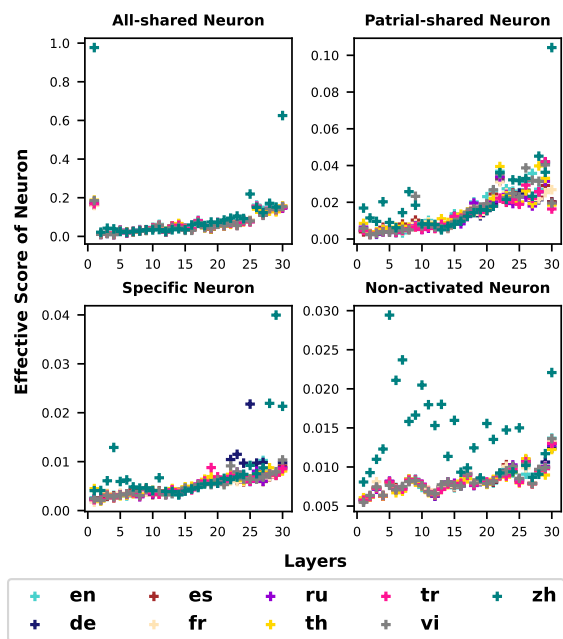 All-shared Neuron
Patrial-shared Neuron
1.0
0.8
0.6
0.4
0.2
0.0
0 5 10 15 20 25 30
0.10
0.08
0.06
0.04
0.02
0.00
0 5 10 15 20 25 30
Effective Score of Neuron
Specific Neuron
Non-activated Neuron
0.04
0.03
0.02
0.01
0.00
0 5 10 15 20 25 30
0.030
0.025
0.020
0.015
0.010
0.005
0 5 10 15 20 25 30
Layers
en es ru tr zh
de fr th vi